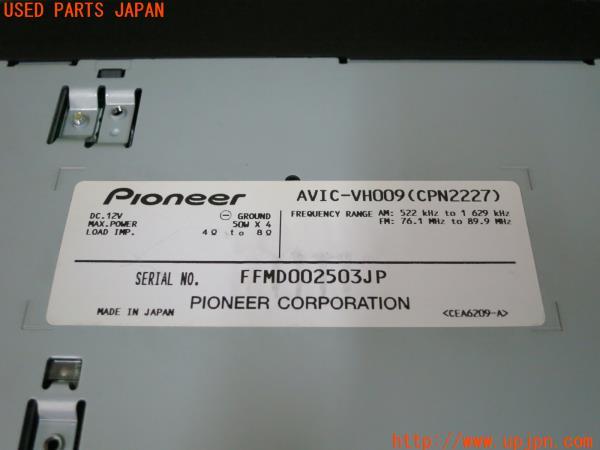 USED PARTS JAPAN
Pioneer
AVIC-VH009(CPN2227)
DC.12V ⊖ GROUND
MAX.POWER 50W X 4
LOAD IMP. 4Ω to 8Ω
FREQUENCY RANGE AM: 522 kHz to 1 629 kHz
FM: 76.1 MHz to 89.9 MHz
SERIAL NO. FFMD002503JP
PIONEER CORPORATION
MADE IN JAPAN
<CEA6209-A>
http://www.upjpn.com